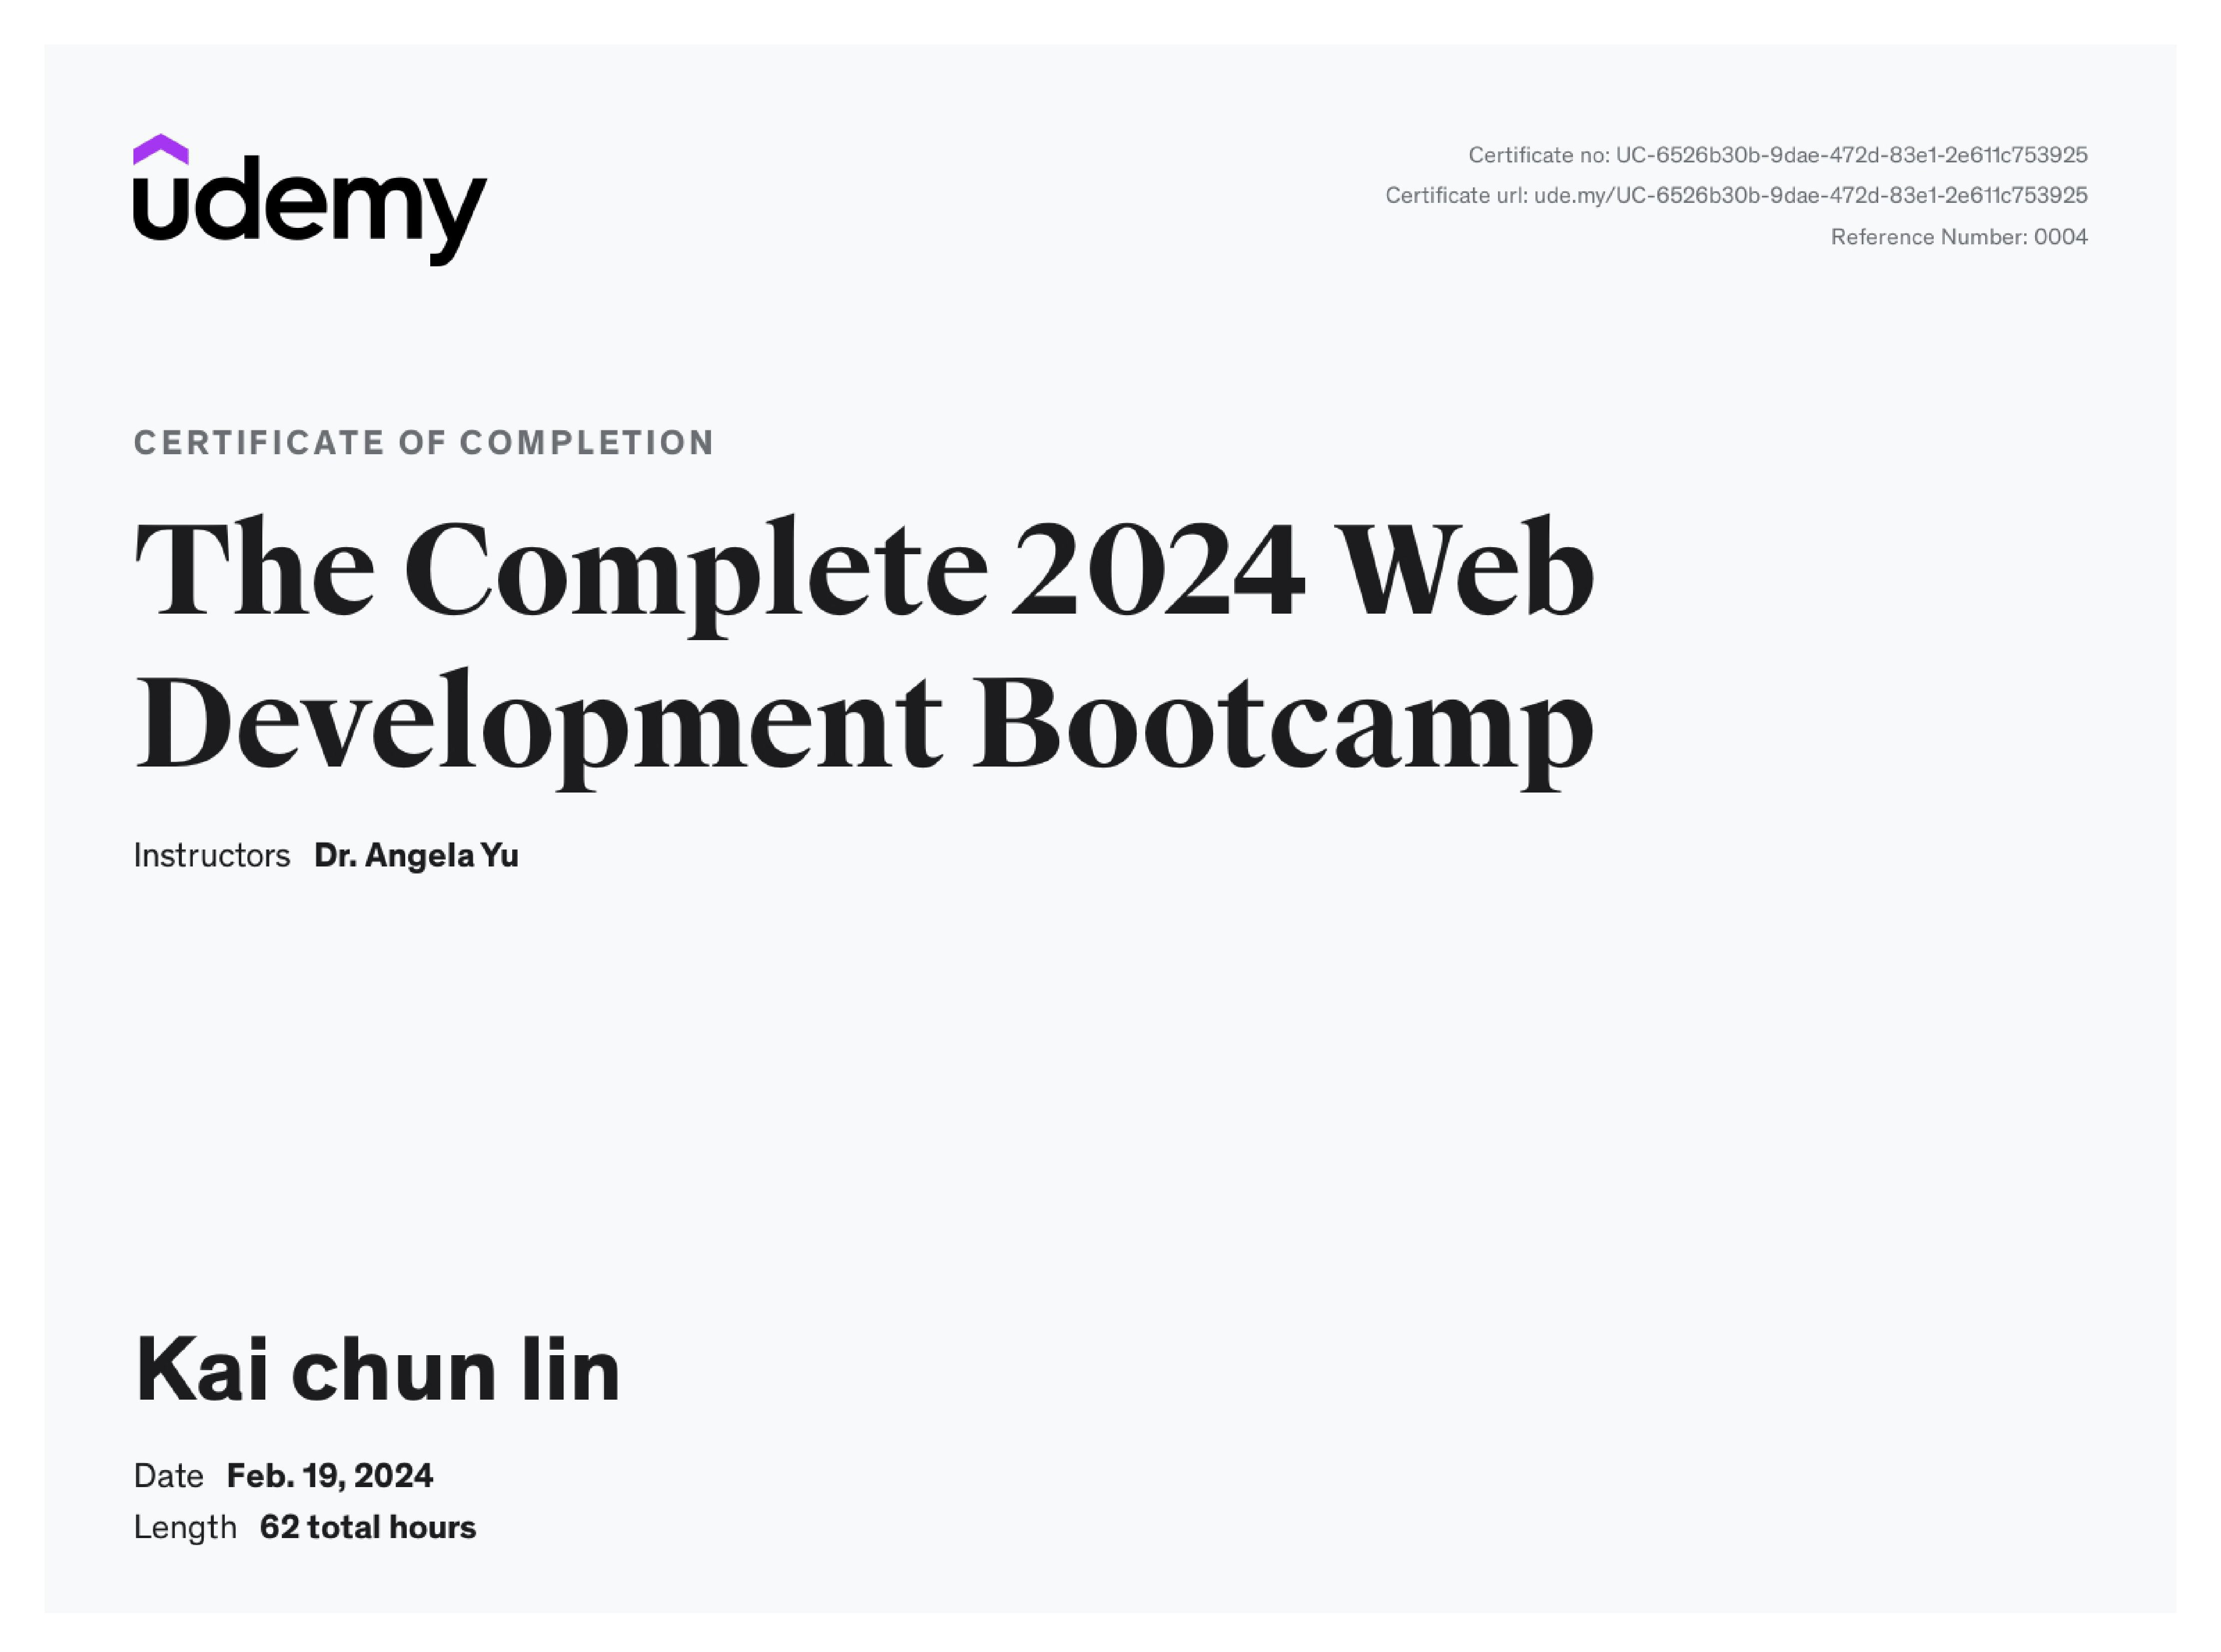 udemy
Certificate no: UC-6526b30b-9dae-472d-83e1-2e611c753925
Certificate url: ude.my/UC-6526b30b-9dae-472d-83e1-2e611c753925
Reference Number: 0004
CERTIFICATE OF COMPLETION
The Complete 2024 Web
Development Bootcamp
Instructors Dr. Angela Yu
Kai chun lin
Date Feb. 19, 2024
Length 62 total hours